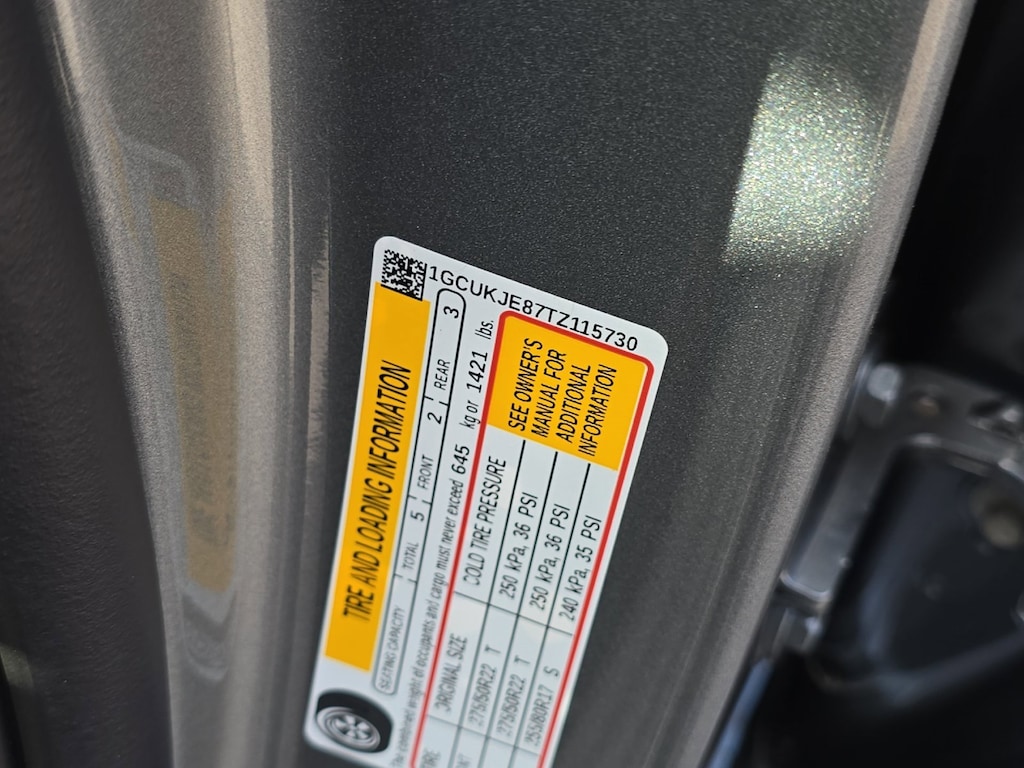 1GCUKJE87TZ115730
TIRE AND LOADING INFORMATION
SEATING CAPACITY TOTAL 5 FRONT 2 REAR 3
The combined weight of occupants and cargo must never exceed 645 kg or 1421 lbs.
ORIGINAL SIZE COLD TIRE PRESSURE
275/50R22 T 250 kPa, 36 PSI
275/50R22 T 250 kPa, 36 PSI
255/80R17 S 240 kPa, 35 PSI
SEE OWNER'S
MANUAL FOR
ADDITIONAL
INFORMATION